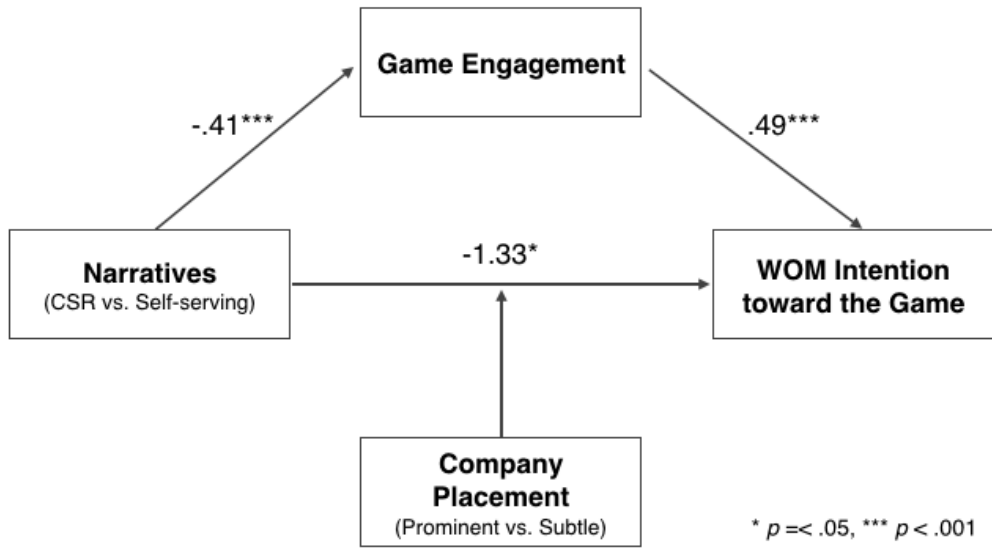 Game Engagement
-.41***
.49***
-1.33*
Narratives
(CSR vs. Self-serving)
WOM Intention
toward the Game
Company
Placement
(Prominent vs. Subtle)
* p =< .05, *** p < .001